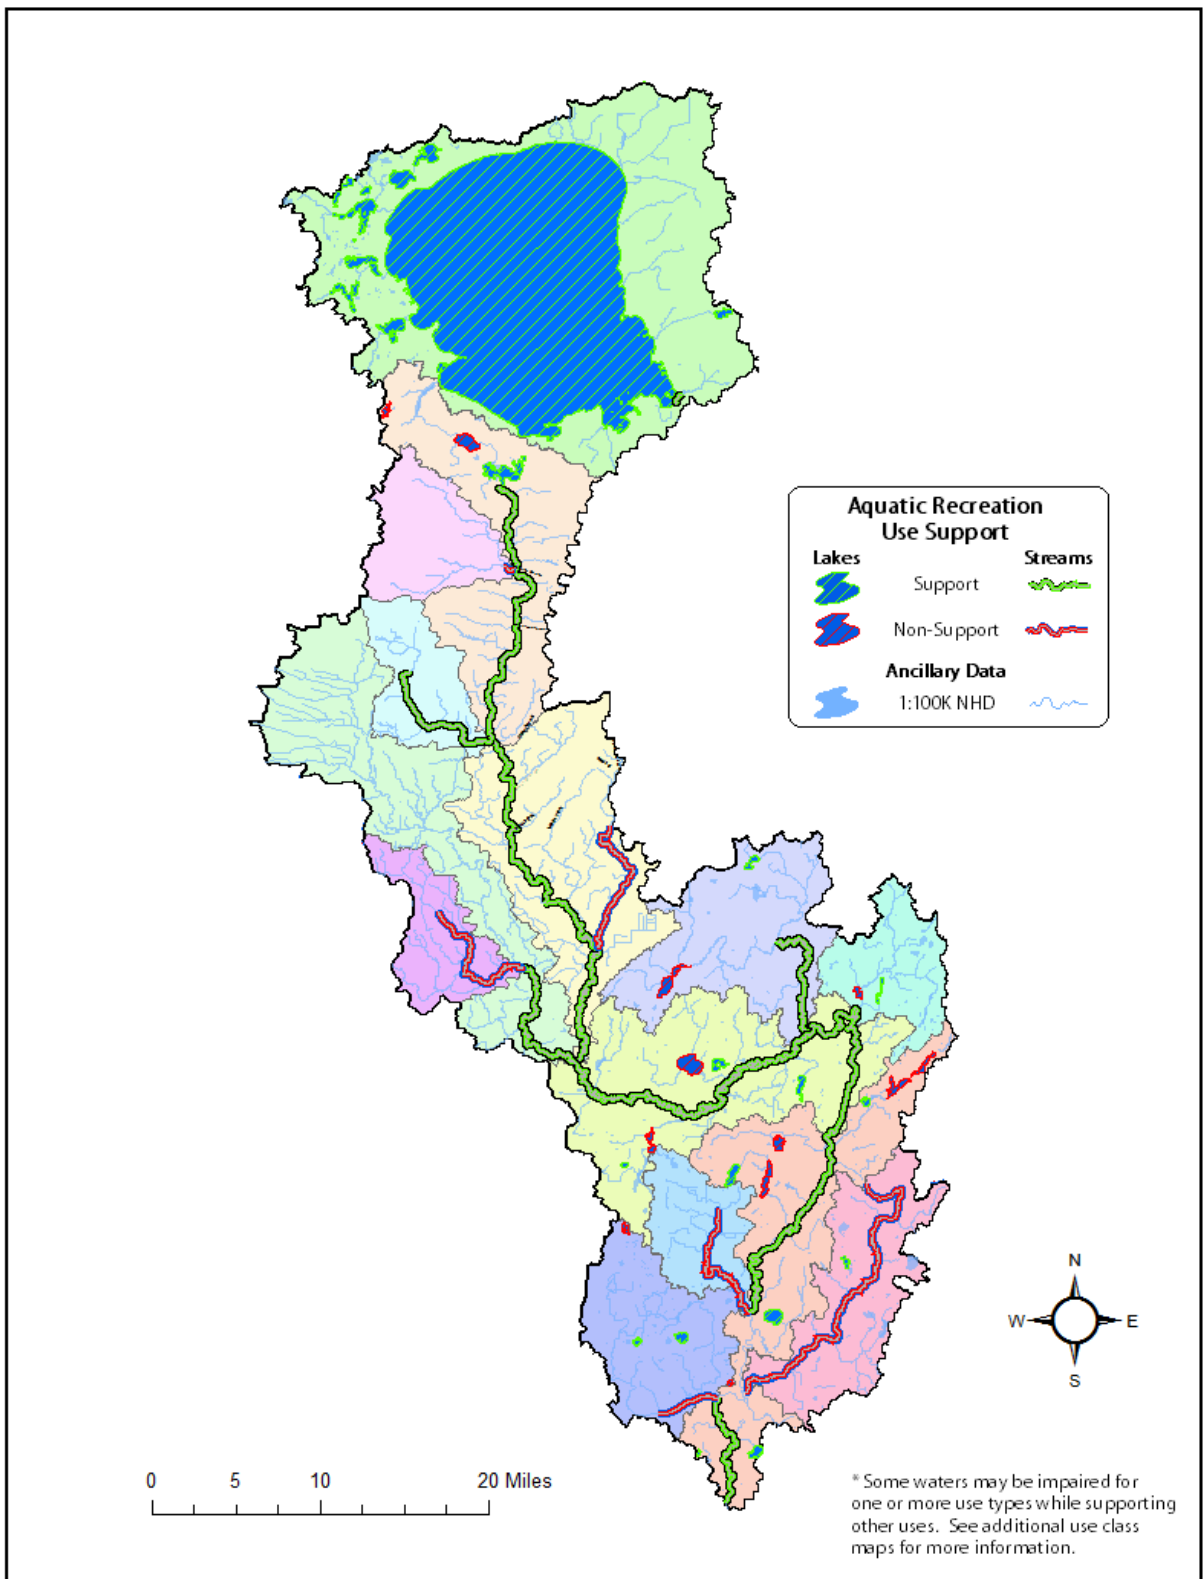 Aquatic Recreation
Use Support
Lakes Streams
Support
Non-Support
Ancillary Data
1:100K NHD
N
W E
S
0 5 10 20 Miles
* Some waters may be impaired for
one or more use types while supporting
other uses. See additional use class
maps for more information.